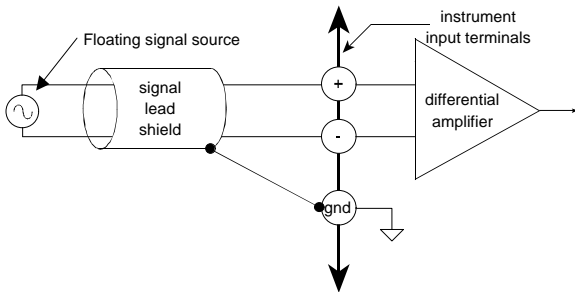 instrument
input terminals
Floating signal source
signal
lead
shield
+
differential
amplifier
-
gnd